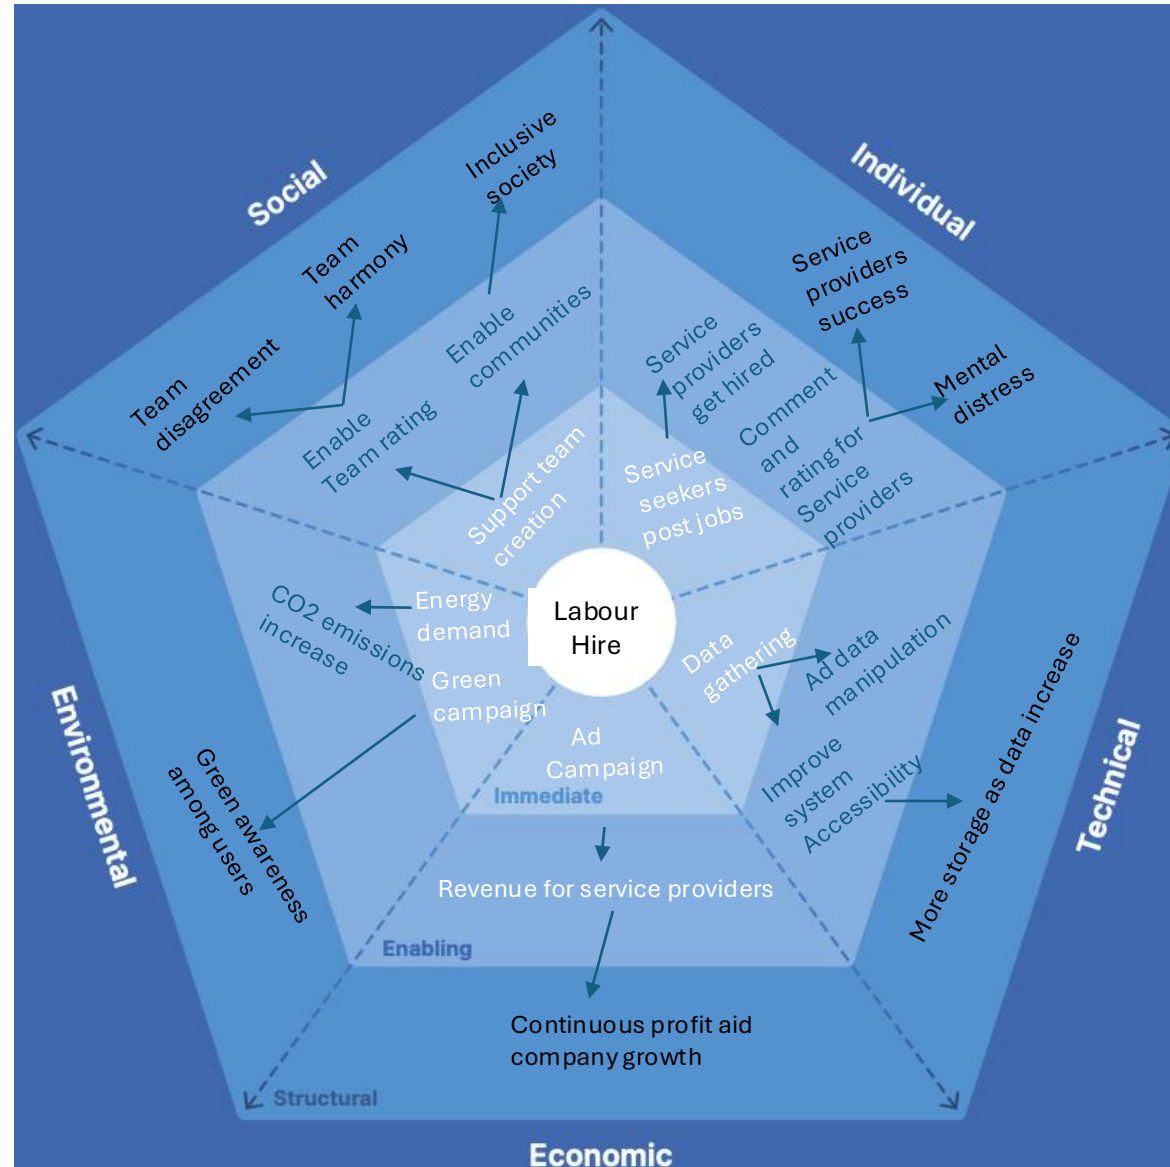 Social
Individual
Inclusive
society
Team
harmony
Team
disagreement
Enable
communities
Enable
Team rating
Support team
creation
Service
providers
success
Mental
distress
Service
providers
get hired
Comment
and
rating for
Service
providers
Service
seekers
post jobs
Labour
Hire
Energy
demand
CO2 emissions
increase
Green
campaign
Green awareness
among users
Environmental
Data
gathering
Ad data
manipulation
Improve
system
Accessibility
More storage as data increase
Technical
Ad
Campaign
Immediate
Revenue for service providers
Enabling
Continuous profit aid
company growth
Structural
Economic